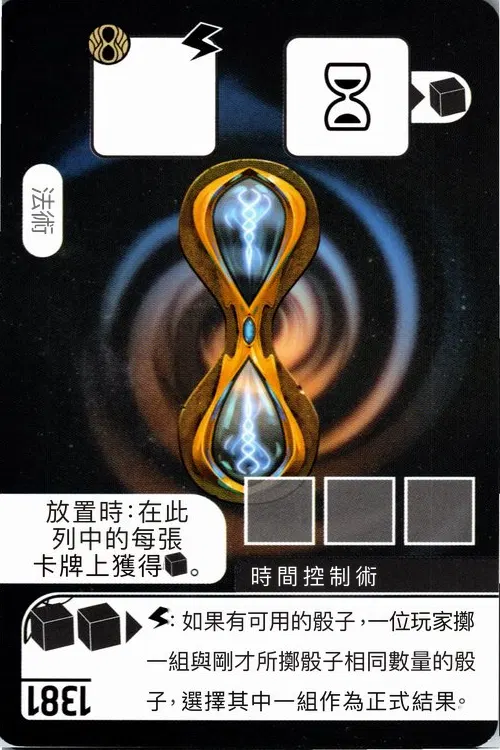 法術
放置時：在此
列中的每張
卡牌上獲得。
時間控制術
：如果有可用的骰子，一位玩家擲
一組與剛才所擲骰子相同數量的骰
子，選擇其中一組作為正式結果。
1381